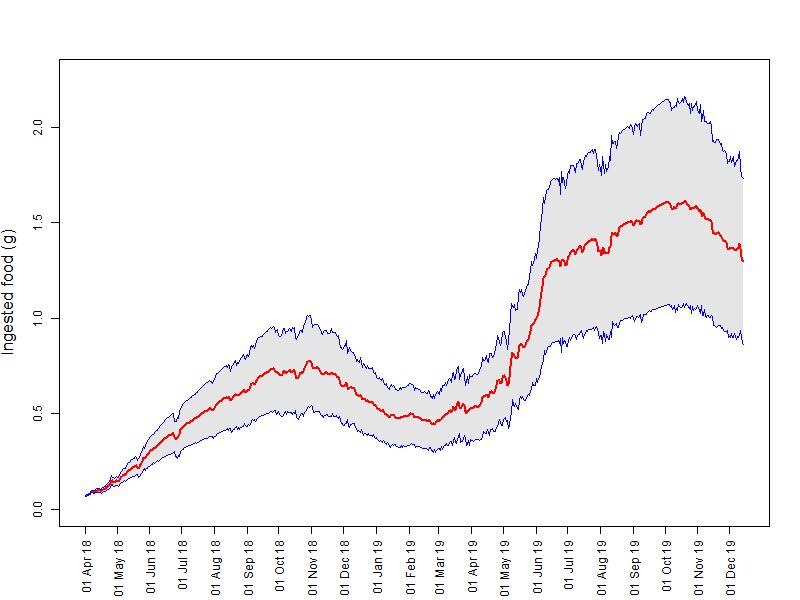 Ingested food (g)
2.0
1.5
1.0
0.5
0.0
01 Apr 18
01 May 18
01 Jun 18
01 Jul 18
01 Aug 18
01 Sep 18
01 Oct 18
01 Nov 18
01 Dec 18
01 Jan 19
01 Feb 19
01 Mar 19
01 Apr 19
01 May 19
01 Jun 19
01 Jul 19
01 Aug 19
01 Sep 19
01 Oct 19
01 Nov 19
01 Dec 19